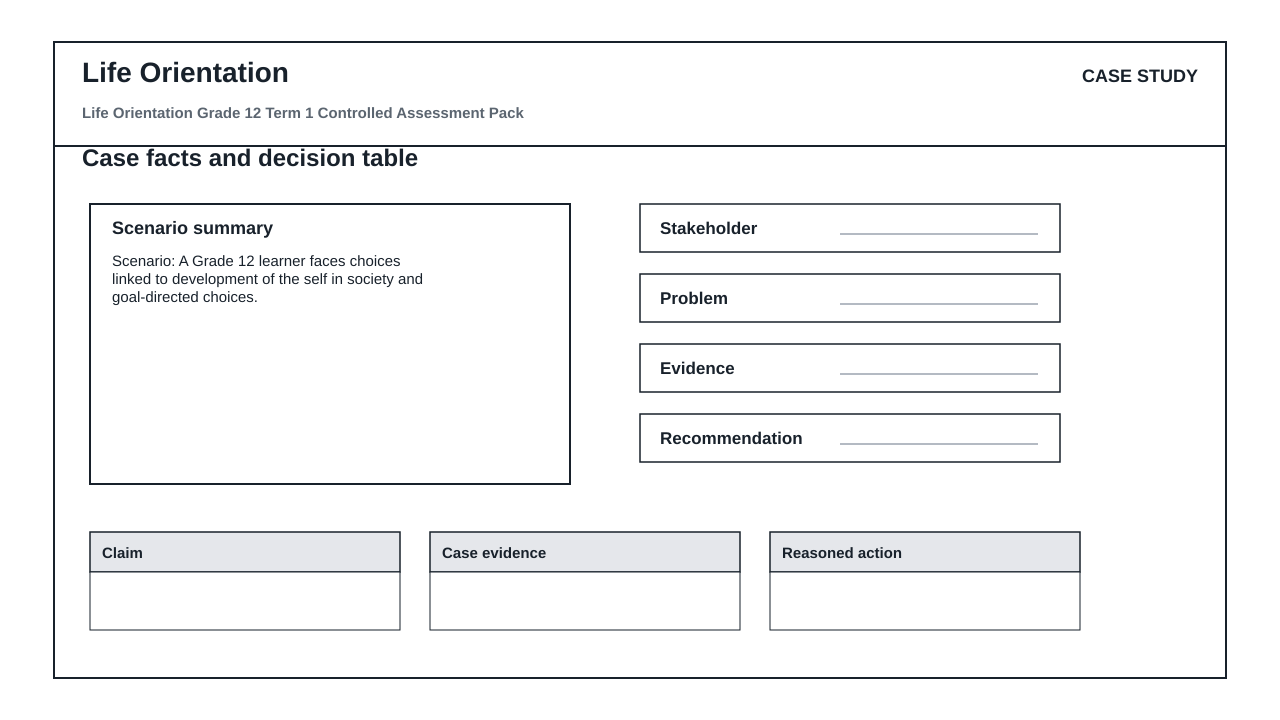 Life Orientation
CASE STUDY
Life Orientation Grade 12 Term 1 Controlled Assessment Pack
Case facts and decision table
Scenario summary
Scenario: A Grade 12 learner faces choices
linked to development of the self in society and
goal-directed choices.
Stakeholder
Problem
Evidence
Recommendation
Claim
Case evidence
Reasoned action